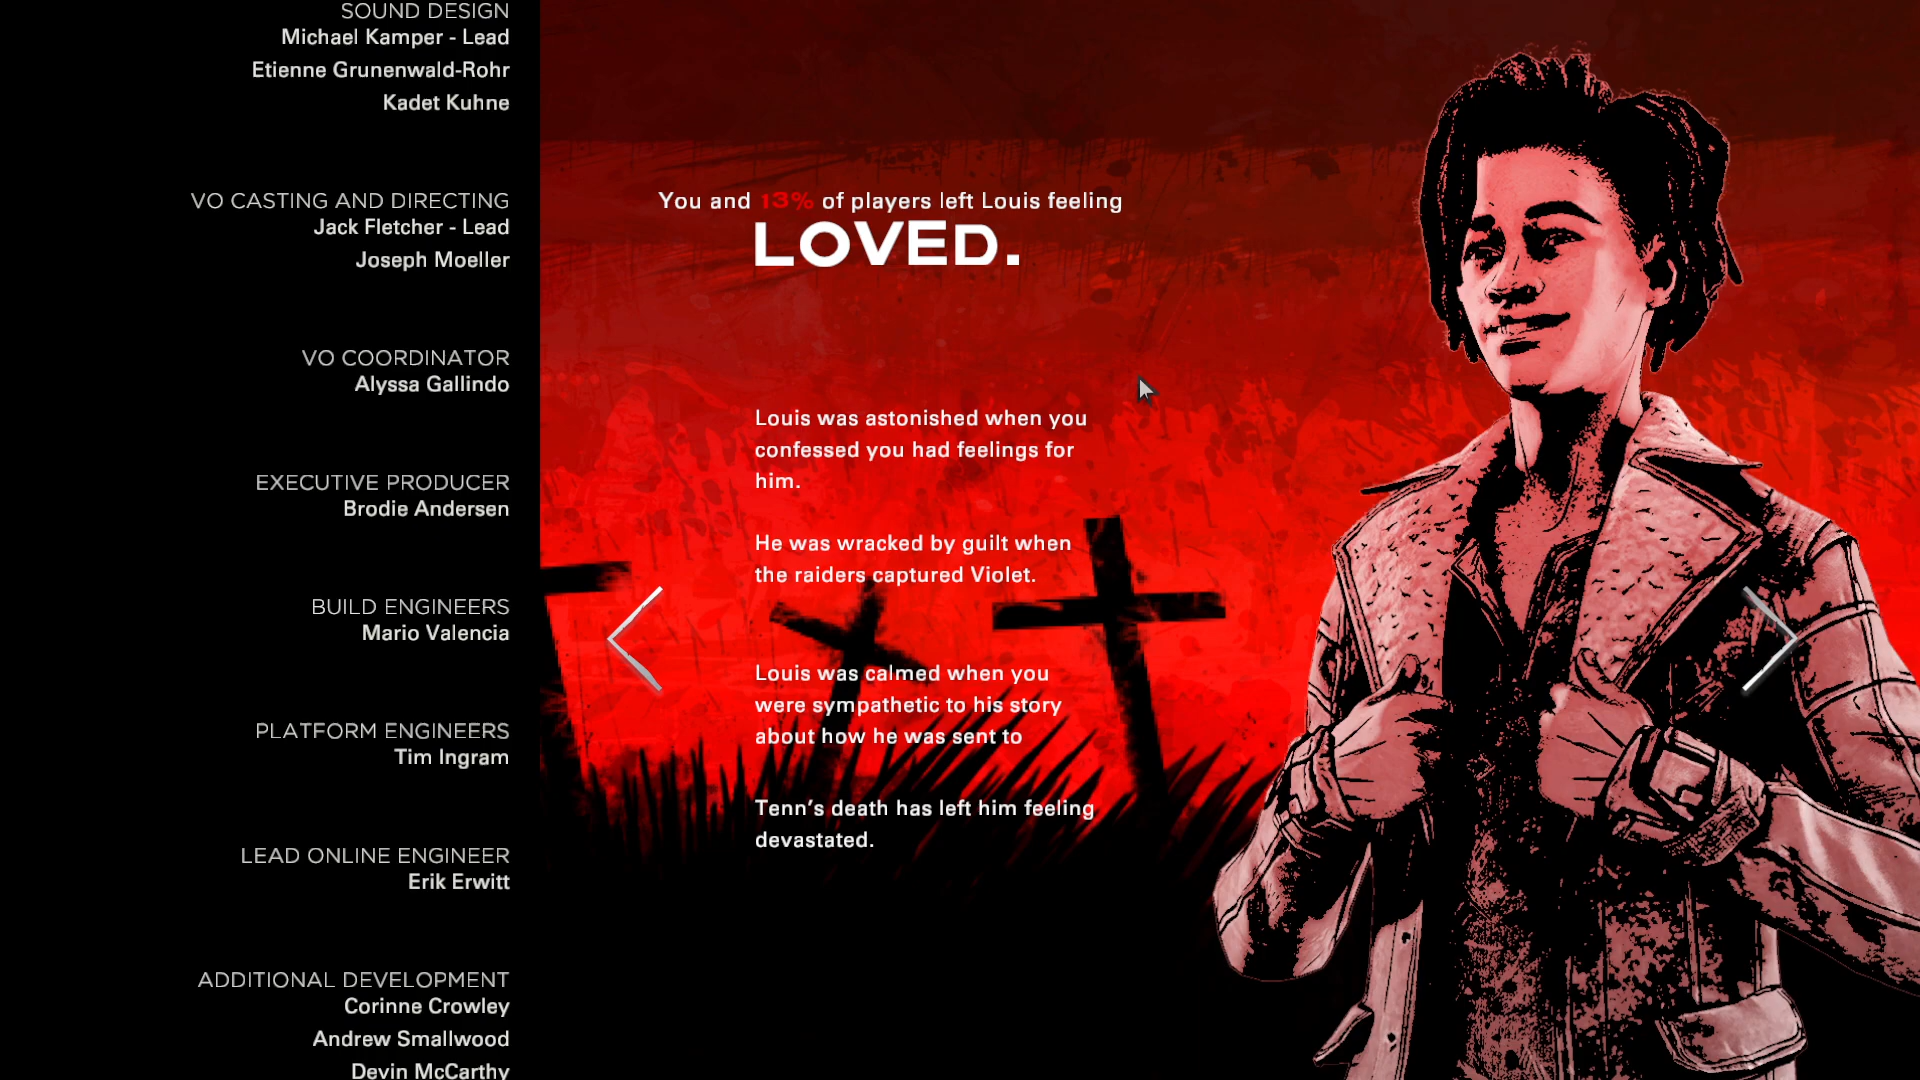 SOUND DESIGN
Michael Kamper - Lead
Etienne Grunenwald-Rohr
Kadet Kuhne
VO CASTING AND DIRECTING
Jack Fletcher - Lead
Joseph Moeller
VO COORDINATOR
Alyssa Gallindo
EXECUTIVE PRODUCER
Brodie Andersen
BUILD ENGINEERS
Mario Valencia
PLATFORM ENGINEERS
Tim Ingram
LEAD ONLINE ENGINEER
Erik Erwitt
ADDITIONAL DEVELOPMENT
Corinne Crowley
Andrew Smallwood
Devin McCarthy
You and 13% of players left Louis feeling
LOVED.
Louis was astonished when you
confessed you had feelings for
him.
He was wracked by guilt when
the raiders captured Violet.
Louis was calmed when you
were sympathetic to his story
about how he was sent to
Tenn's death has left him feeling
devastated.